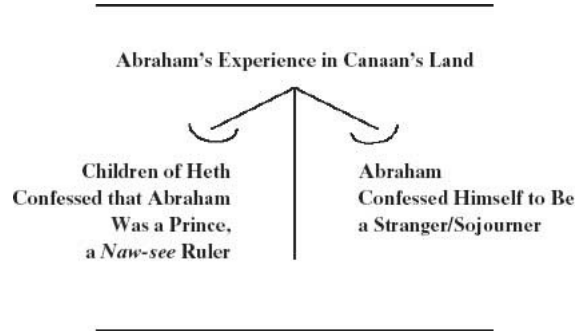 Abraham's Experience in Canaan's Land
Children of Heth
Confessed that Abraham
Was a Prince,
a Naw-see Ruler
Abraham
Confessed Himself to Be
a Stranger/Sojourner